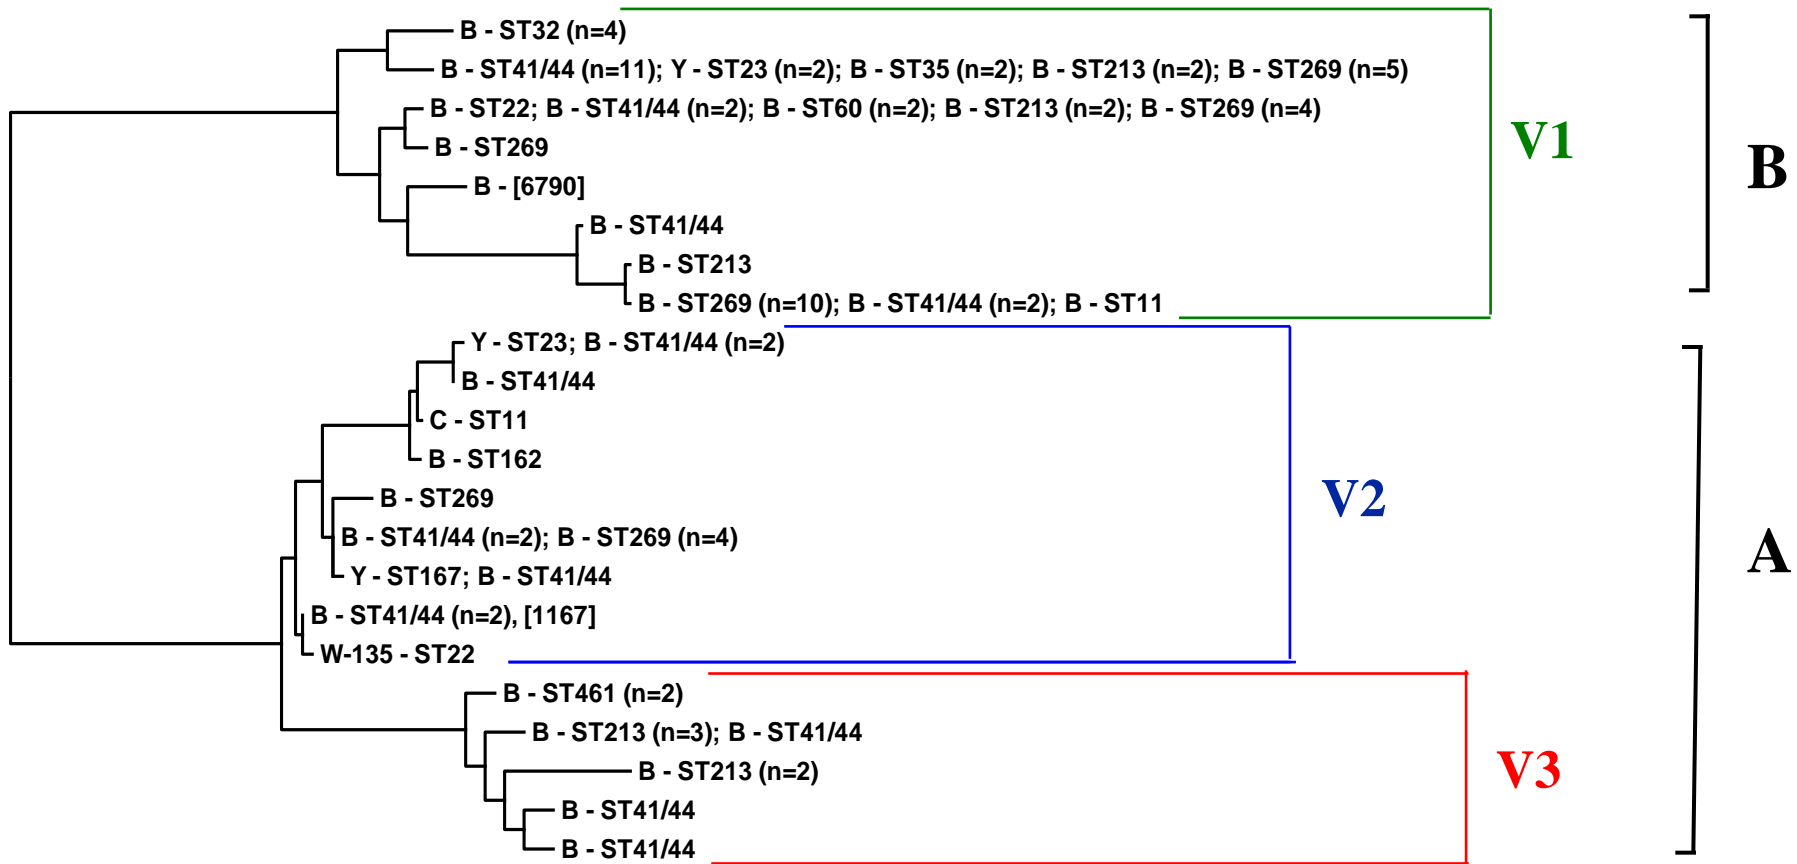 B - ST32 (n=4)
B - ST41/44 (n=11); Y - ST23 (n=2); B - ST35 (n=2); B - ST213 (n=2); B - ST269 (n=5)
B - ST22; B - ST41/44 (n=2); B - ST60 (n=2); B - ST213 (n=2); B - ST269 (n=4)
B - ST269
B - [6790]
B - ST41/44
B - ST213
B - ST269 (n=10); B - ST41/44 (n=2); B - ST11
V1
B
Y - ST23; B - ST41/44 (n=2)
B - ST41/44
C - ST11
B - ST162
B - ST269
B - ST41/44 (n=2); B - ST269 (n=4)
Y - ST167; B - ST41/44
B - ST41/44 (n=2), [1167]
W-135 - ST22
V2
A
B - ST461 (n=2)
B - ST213 (n=3); B - ST41/44
B - ST213 (n=2)
B - ST41/44
B - ST41/44
V3